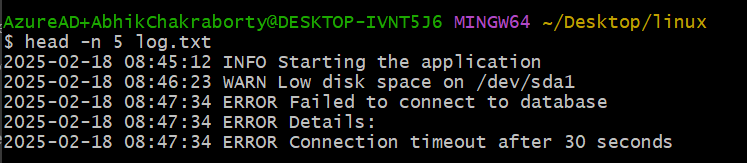 AzureAD+AbhikChakraborty@DESKTOP-IVNT5J6 MINGW64 ~/Desktop/linux
$ head -n 5 log.txt
2025-02-18 08:45:12 INFO Starting the application
2025-02-18 08:46:23 WARN Low disk space on /dev/sda1
2025-02-18 08:47:34 ERROR Failed to connect to database
2025-02-18 08:47:34 ERROR Details:
2025-02-18 08:47:34 ERROR Connection timeout after 30 seconds